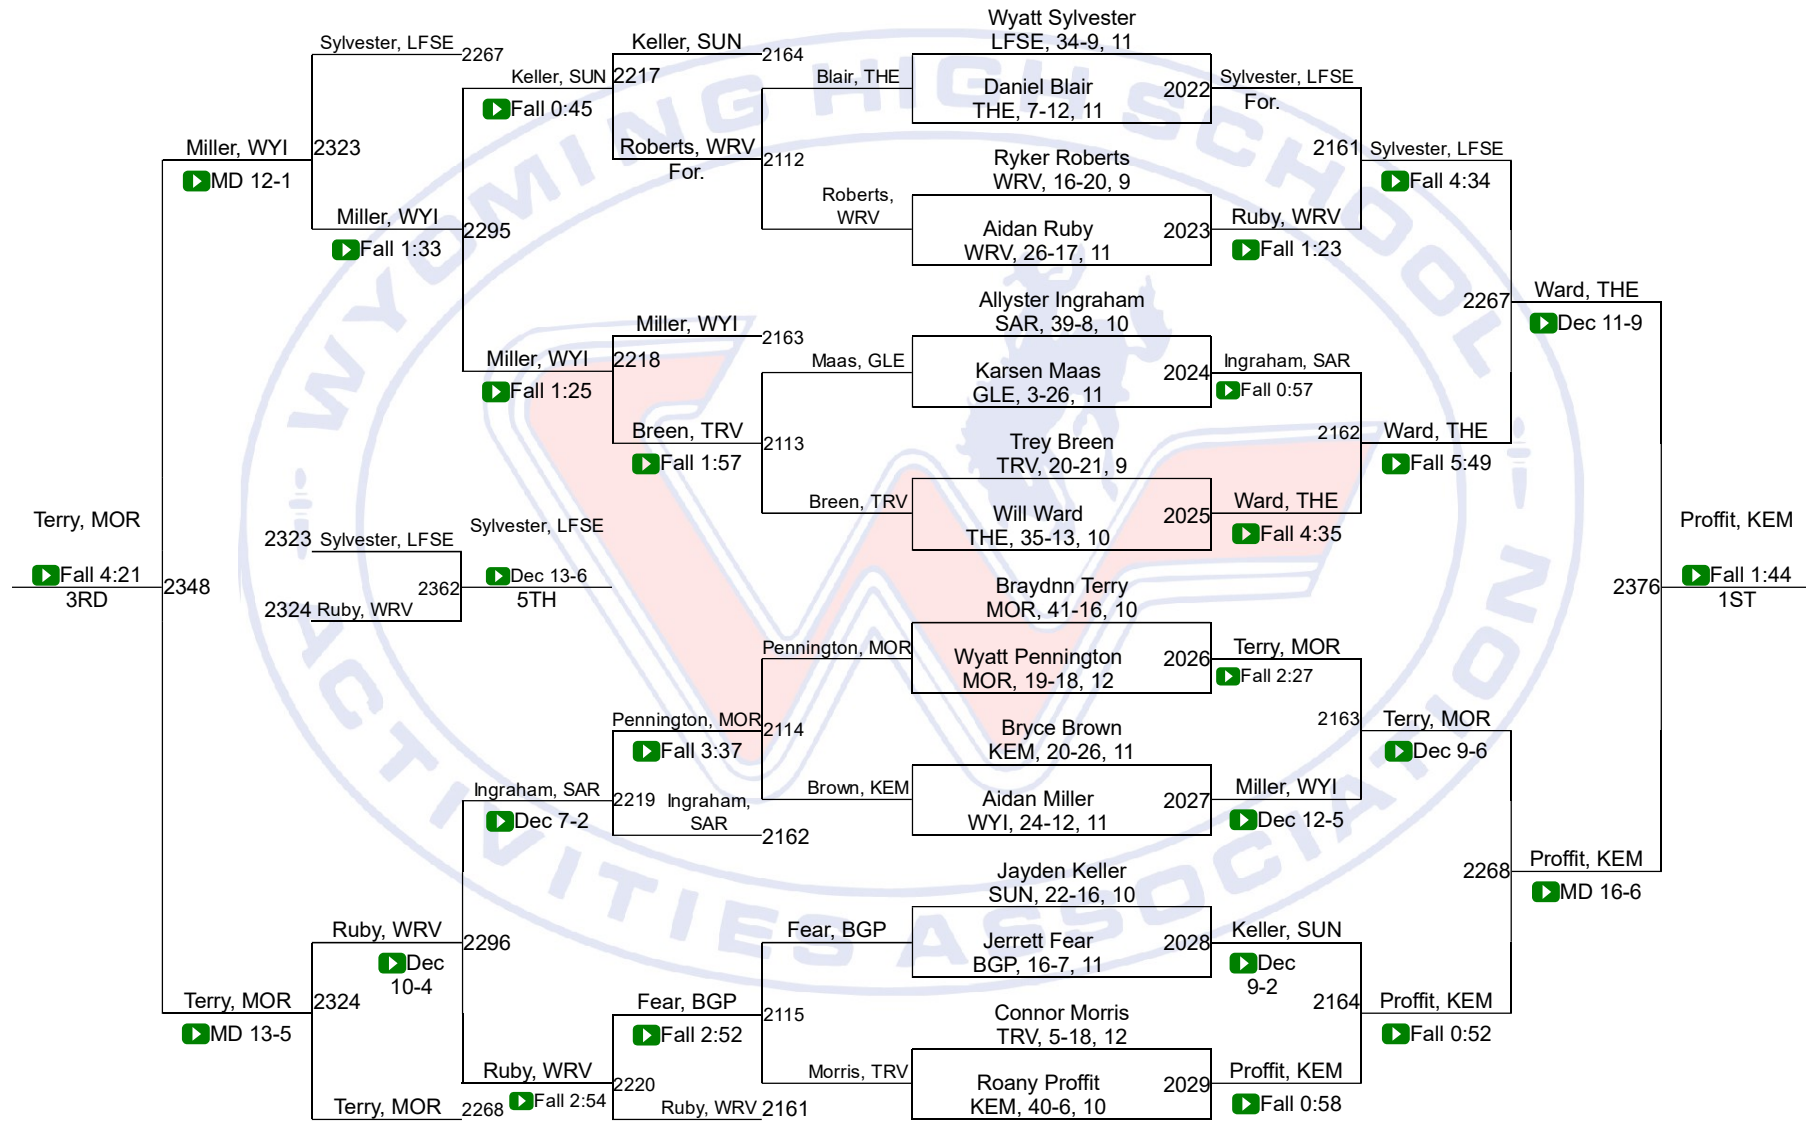 Wyatt Sylvester
LFSE, 34-9, 11
Daniel Blair
THE, 7-12, 11
2022
Ryker Roberts
WRV, 16-20, 9
Aidan Ruby
WRV, 26-17, 11
2023
Allyster Ingraham
SAR, 39-8, 10
Karsen Maas
GLE, 3-26, 11
2024
Trey Breen
TRV, 20-21, 9
Will Ward
THE, 35-13, 10
2025
Braydnn Terry
MOR, 41-16, 10
Wyatt Pennington
MOR, 19-18, 12
2026
Bryce Brown
KEM, 20-26, 11
Aidan Miller
WYI, 24-12, 11
2027
Jayden Keller
SUN, 22-16, 10
Jerrett Fear
BGP, 16-7, 11
2028
Connor Morris
TRV, 5-18, 12
Roany Proffit
KEM, 40-6, 10
2029
Sylvester, LFSE
For.
Ruby, WRV
Fall 1:23
Ingraham, SAR
Fall 0:57
Ward, THE
Fall 4:35
Terry, MOR
Fall 2:27
Miller, WYI
Dec 12-5
Keller, SUN
Dec
9-2
Proffit, KEM
Fall 0:58
2161
Sylvester, LFSE
Fall 4:34
2162
Ward, THE
Fall 5:49
2163
Terry, MOR
Dec 9-6
2164
Proffit, KEM
Fall 0:52
2267
Ward, THE
Dec 11-9
2268
Proffit, KEM
MD 16-6
Proffit, KEM
2376
Fall 1:44
1ST
Blair, THE
Roberts,
WRV
2112
Maas, GLE
Breen, TRV
2113
Pennington, MOR
Brown, KEM
2114
Fear, BGP
Morris, TRV
2115
Keller, SUN
2164
Roberts, WRV
For.
2217
Miller, WYI
2163
Breen, TRV
Fall 1:57
2218
Pennington, MOR
Fall 3:37
2219
Ingraham,
SAR
2162
Fear, BGP
Fall 2:52
2220
Ruby, WRV
2161
Keller, SUN
Fall 0:45
Miller, WYI
Fall 1:25
2295
Ingraham, SAR
Dec 7-2
2296
Ruby, WRV
Fall 2:54
Sylvester, LFSE
2267
2323
Miller, WYI
Fall 1:33
Ruby, WRV
Dec
10-4
2324
Terry, MOR
2268
Miller, WYI
MD 12-1
Terry, MOR
MD 13-5
Terry, MOR
2348
Fall 4:21
3RD
2323
Sylvester, LFSE
2324
Ruby, WRV
2362
Sylvester, LFSE
Dec 13-6
5TH
WYOMING HIGH SCHOOL
ACTIVITIES ASSOCIATION